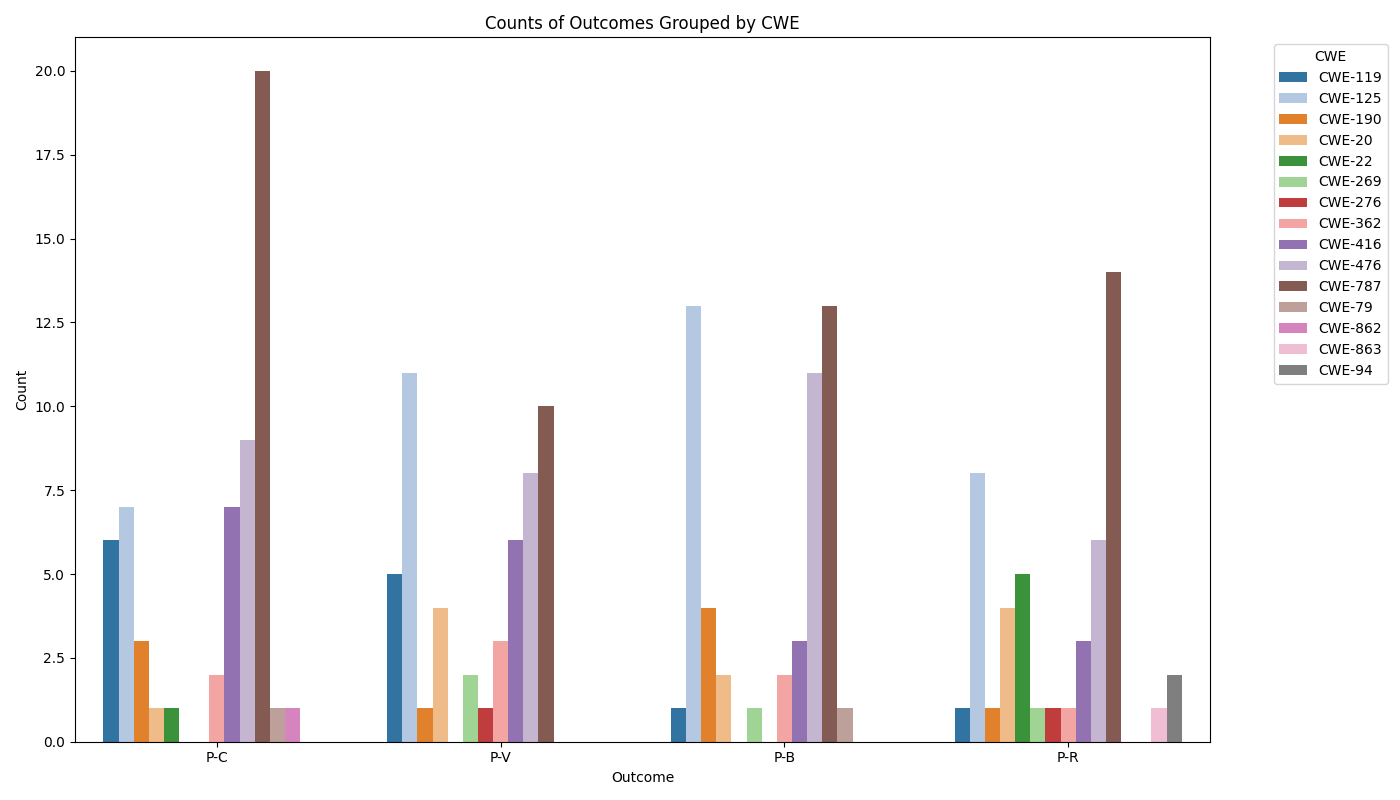 Counts of Outcomes Grouped by CWE
Count
20.0
17.5
15.0
12.5
10.0
7.5
5.0
2.5
0.0
P-C
P-V
P-B
P-R
Outcome
CWE
CWE-119
CWE-125
CWE-190
CWE-20
CWE-22
CWE-269
CWE-276
CWE-362
CWE-416
CWE-476
CWE-787
CWE-79
CWE-862
CWE-863
CWE-94